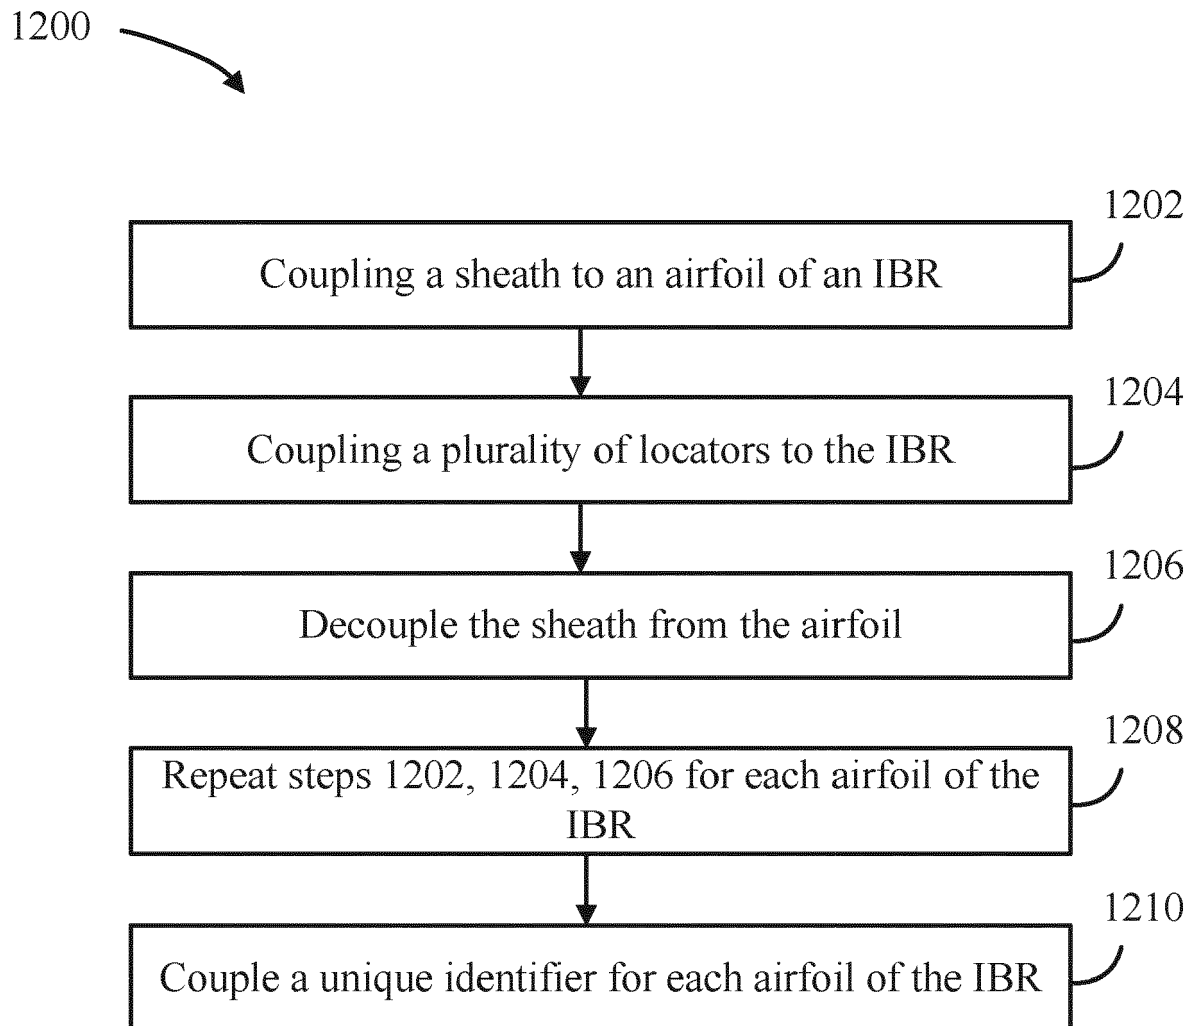 1200
1202
Coupling a sheath to an airfoil of an IBR
1204
Coupling a plurality of locators to the IBR
1206
Decouple the sheath from the airfoil
1208
Repeat steps 1202, 1204, 1206 for each airfoil of the
IBR
1210
Couple a unique identifier for each airfoil of the IBR